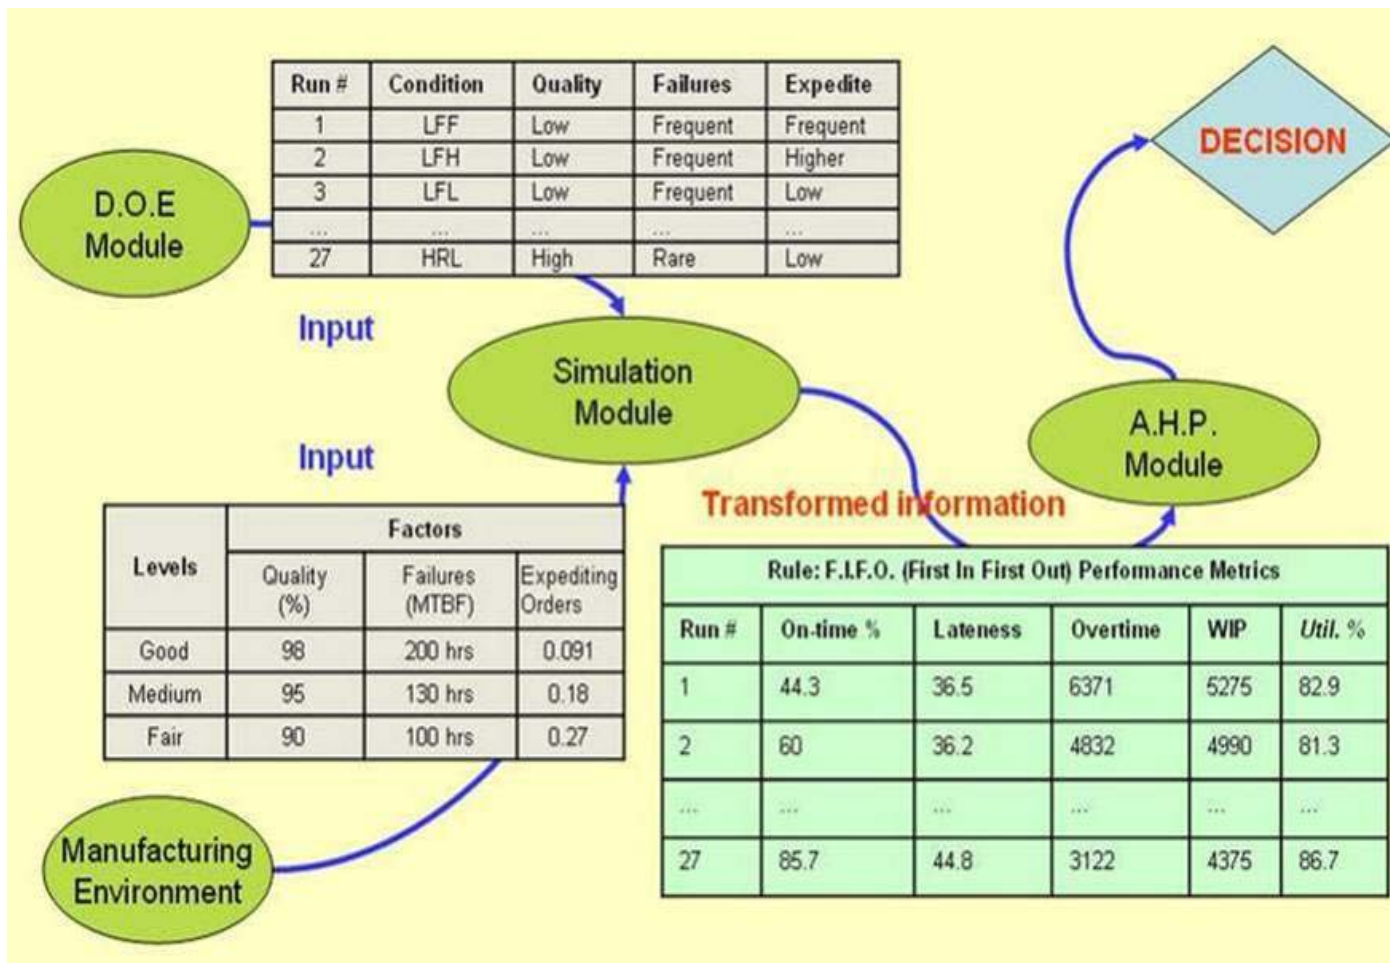 Run # Condition Quality Failures Expedite
1 LFF Low Frequent Frequent
2 LFH Low Frequent Higher
3 LFL Low Frequent Low
... ... ... ... ...
27 HRL High Rare Low
D.O.E
Module
DECISION
Input
Simulation
Module
A.H.P.
Module
Input
Transformed information
Levels Factors
Quality
(%)
Failures
(MTBF)
Expediting
Orders
Good 98 200 hrs 0.091
Medium 95 130 hrs 0.18
Fair 90 100 hrs 0.27
Manufacturing
Environment
Rule: F.I.F.O. (First In First Out) Performance Metrics
Run # On-time % Lateness Overtime WIP Util. %
1 44.3 36.5 6371 5275 82.9
2 60 36.2 4832 4990 81.3
... ... ... ... ... ...
27 85.7 44.8 3122 4375 86.7